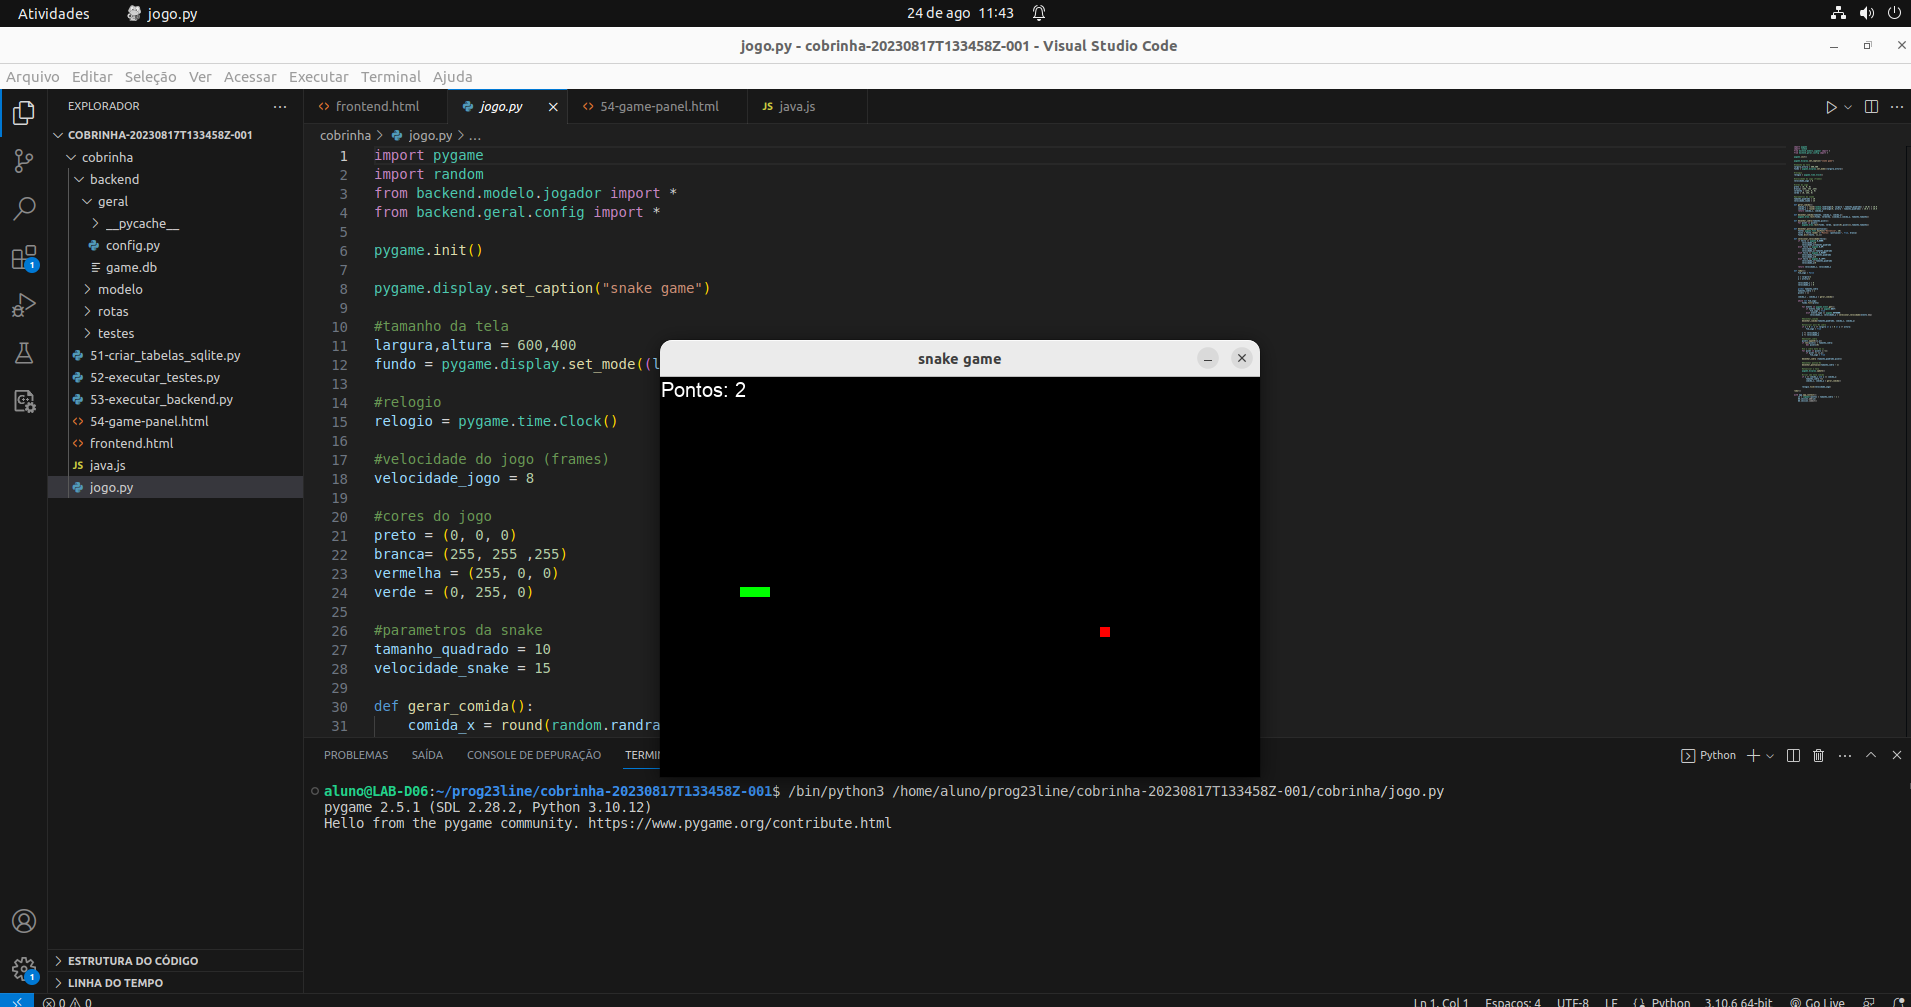 Atividades
jogo.py
24 de ago 11:43
jogo.py - cobrinha-20230817T133458Z-001 - Visual Studio Code
Arquivo Editar Seleção Ver Acessar Executar Terminal Ajuda
EXPLORADOR
frontend.html
jogo.py
54-game-panel.html
JS java.js
COBRINHA-20230817T133458Z-001
cobrinha
backend
geral
__pycache__
config.py
game.db
modelo
rotas
testes
51-criar_tabelas_sqlite.py
52-executar_testes.py
53-executar_backend.py
54-game-panel.html
frontend.html
JS java.js
jogo.py
ESTRUTURA DO CÓDIGO
LINHA DO TEMPO
1
1
cobrinha > jogo.py > ...
1 import pygame
2 import random
3 from backend.modelo.jogador import *
4 from backend.geral.config import *
5
6 pygame.init()
7
8 pygame.display.set_caption("snake game")
9
10 #tamanho da tela
11 largura,altura = 600,400
12 fundo = pygame.display.set_mode((l
13
14 #relogio
15 relogio = pygame.time.Clock()
16
17 #velocidade do jogo (frames)
18 velocidade_jogo = 8
19
20 #cores do jogo
21 preto = (0, 0, 0)
22 branca= (255, 255 ,255)
23 vermelha = (255, 0, 0)
24 verde = (0, 255, 0)
25
26 #parametros da snake
27 tamanho_quadrado = 10
28 velocidade_snake = 15
29
30 def gerar_comida():
31 comida_x = round(random.randra
snake game
Pontos: 2
PROBLEMAS SAÍDA CONSOLE DE DEPURAÇÃO TERMIN
Python
aluno@LAB-D06:~/prog23line/cobrinha-20230817T133458Z-001$ /bin/python3 /home/aluno/prog23line/cobrinha-20230817T133458Z-001/cobrinha/jogo.py
pygame 2.5.1 (SDL 2.28.2, Python 3.10.12)
Hello from the pygame community. https://www.pygame.org/contribute.html
0 0
Ln 1, Col 1 Espaços: 4 UTF-8 LF Python 3.10.6 64-bit Go Live